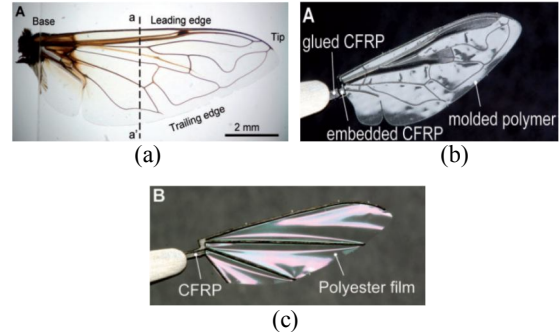 A
Base
a
Leading edge
Tip
Trailing edge
a'
2 mm
(a)
A
glued CFRP
embedded CFRP
molded polymer
(b)
B
CFRP
Polyester film
(c)